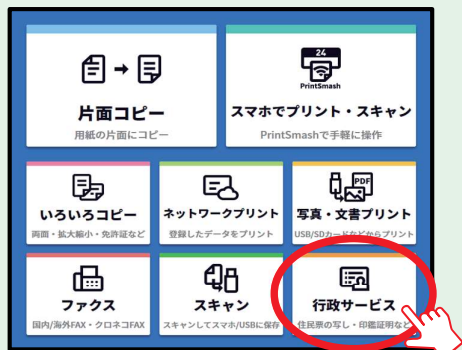 片面コピー
用紙の片面にコピー
24
PrintSmash
スマホでプリント・スキャン
PrintSmashで手軽に操作
いろいろコピー
両面・拡大縮小・免許証など
ネットワークプリント
登録したデータをプリント
PDF
写真・文書プリント
USB/SDカードなどからプリント
ファクス
国内/海外FAX・クロネコFAX
スキャン
スキャンしてスマホ/USBに保存
行政サービス
住民票の写し・印鑑証明など